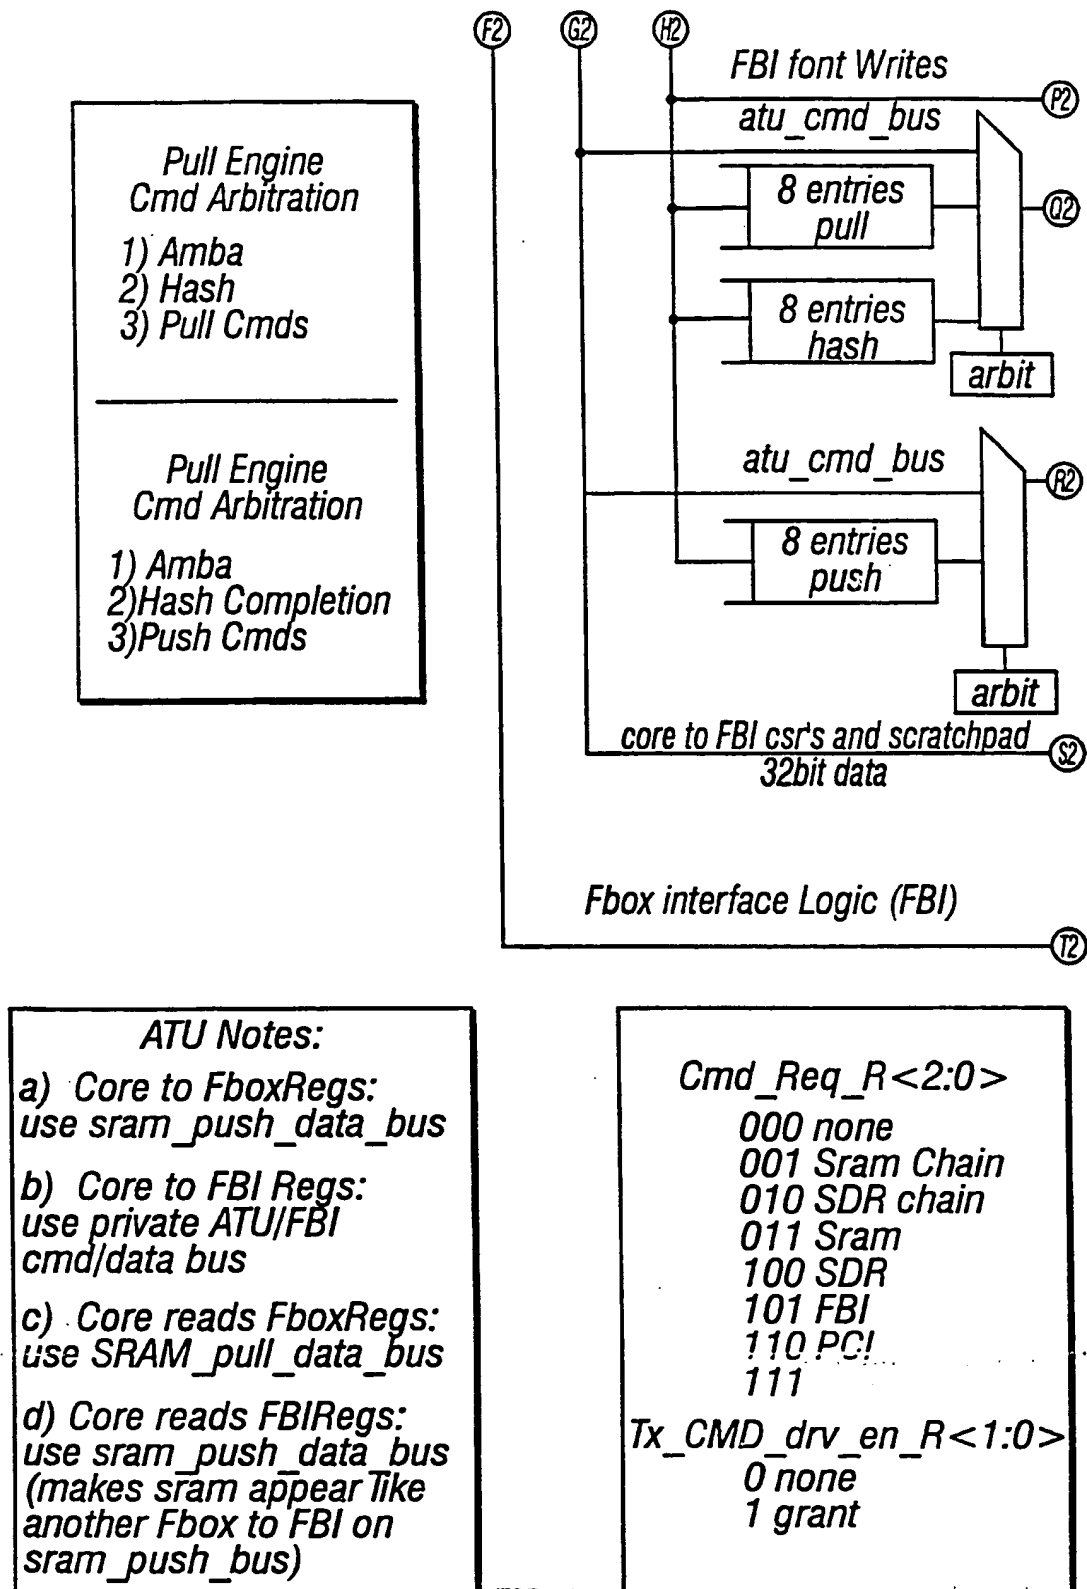 F2 G2 H2
FBI font Writes
P2
atu_cmd_bus
Pull Engine
Cmd Arbitration
1) Amba
2) Hash
3) Pull Cmds
8 entries
pull
Q2
8 entries
hash
arbit
Pull Engine
Cmd Arbitration
1) Amba
2)Hash Completion
3)Push Cmds
atu_cmd_bus
R2
8 entries
push
arbit
core to FBI csr's and scratchpad
32bit data
S2
Fbox interface Logic (FBI)
T2
ATU Notes:
a) Core to FboxRegs:
use sram_push_data_bus
b) Core to FBI Regs:
use private ATU/FBI
cmd/data bus
c) Core reads FboxRegs:
use SRAM_pull_data_bus
d) Core reads FBIRegs:
use sram_push_data_bus
(makes sram appear like
another Fbox to FBI on
sram_push_bus)
Cmd_Req_R<2:0>
000 none
001 Sram Chain
010 SDR chain
011 Sram
100 SDR
101 FBI
110 PCI
111
Tx_CMD_drv_en_R<1:0>
0 none
1 grant